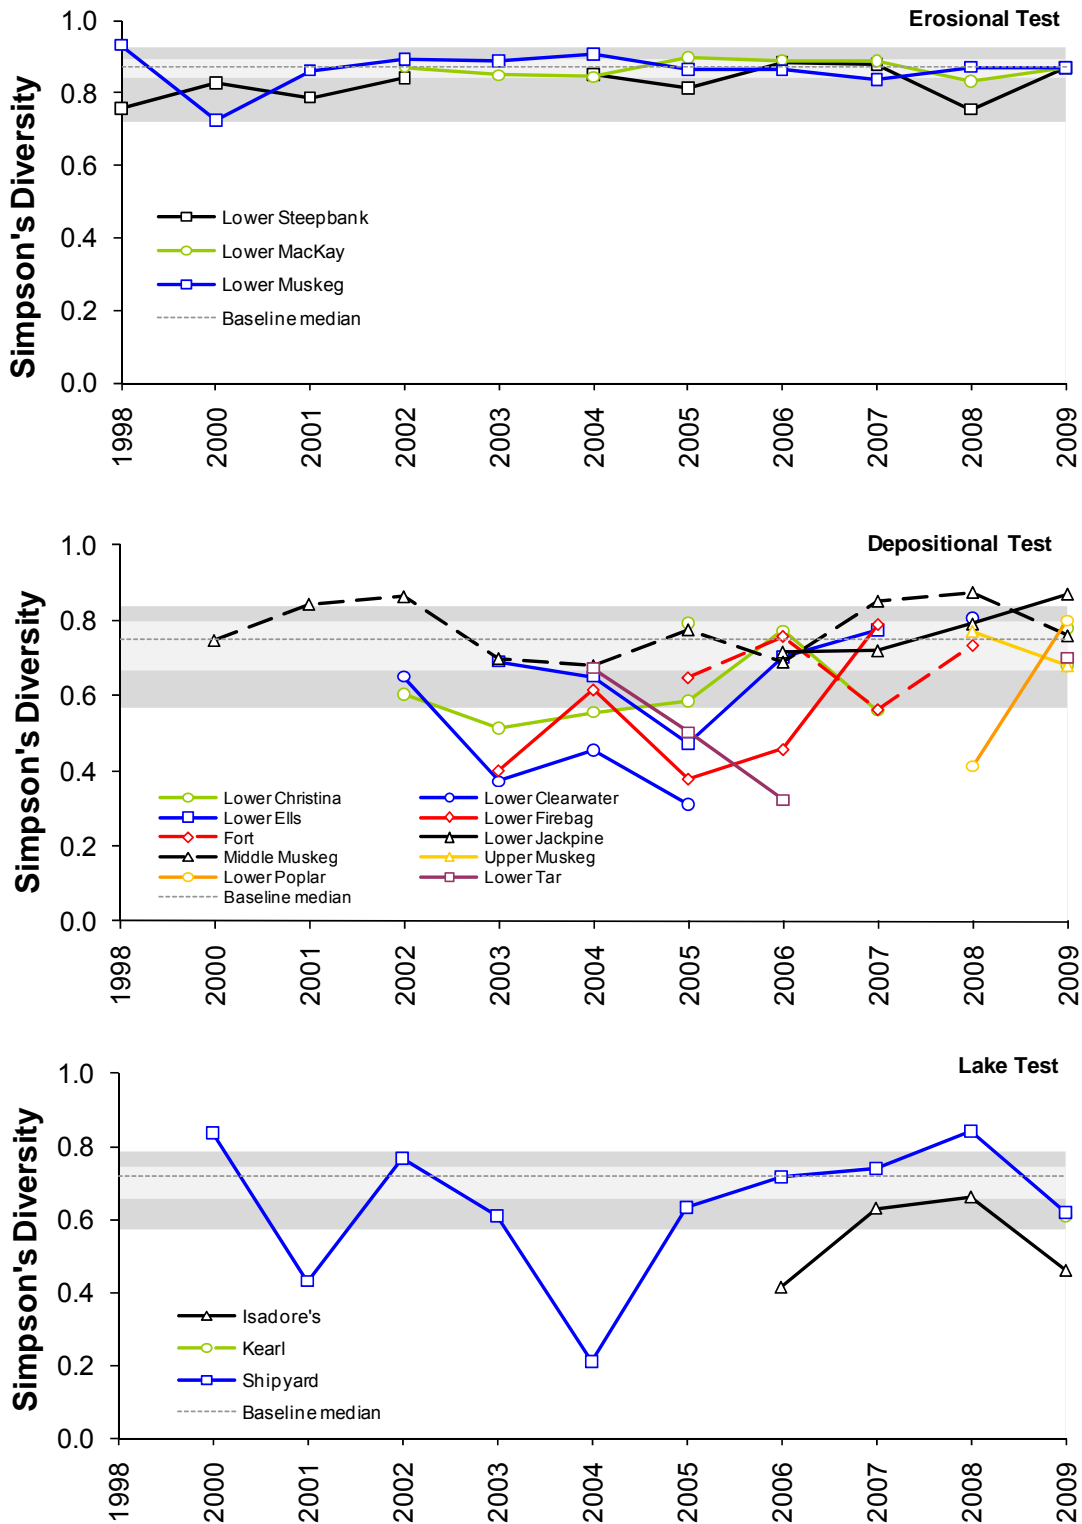 Erosional Test
Simpson's Diversity
1.0
0.8
0.6
0.4
0.2
0.0
Lower Steepbank
Lower MacKay
Lower Muskeg
Baseline median
1998
2000
2001
2002
2003
2004
2005
2006
2007
2008
2009
Depositional Test
Simpson's Diversity
1.0
0.8
0.6
0.4
0.2
0.0
Lower Christina
Lower Clearwater
Lower Ells
Lower Firebag
Fort
Lower Jackpine
Middle Muskeg
Upper Muskeg
Lower Poplar
Lower Tar
Baseline median
1998
2000
2001
2002
2003
2004
2005
2006
2007
2008
2009
Lake Test
Simpson's Diversity
1.0
0.8
0.6
0.4
0.2
0.0
Isadore's
Kearl
Shipyard
Baseline median
1998
2000
2001
2002
2003
2004
2005
2006
2007
2008
2009